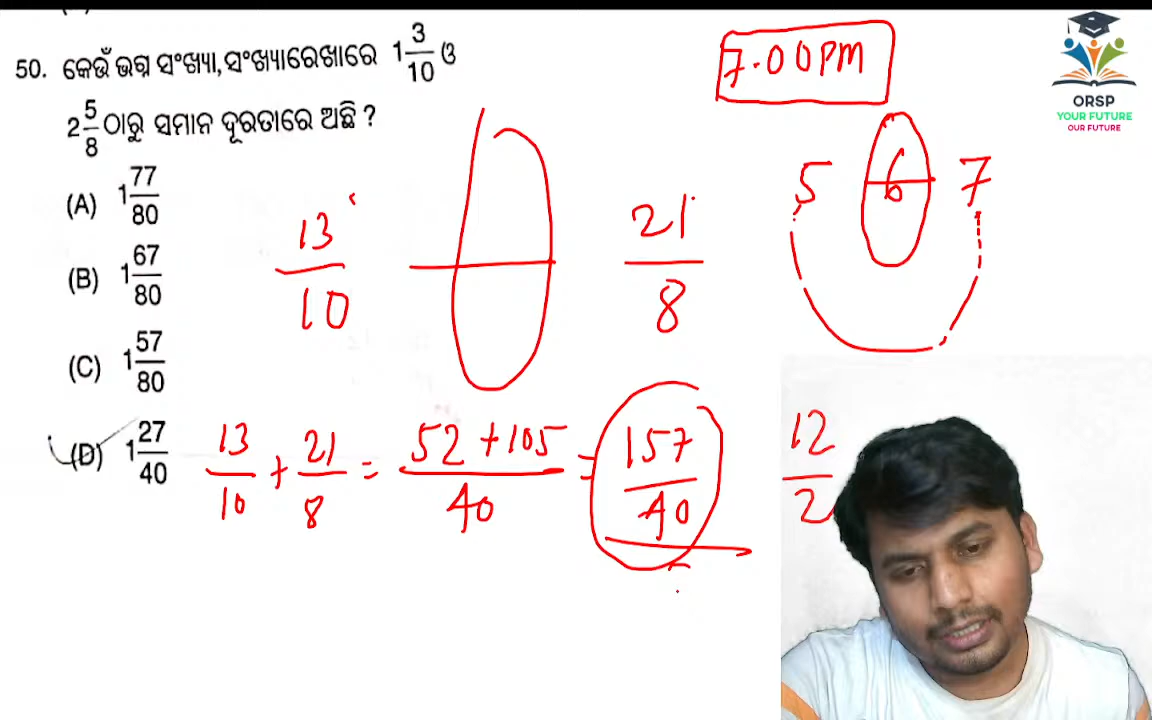 50. କେଉଁ ଭଗ୍ନ ସଂଖ୍ୟା, ସଂଖ୍ୟାରେଖାରେ 1 3/10 ଓ
2 5/8 ଠାରୁ ସମାନ ଦୂରତାରେ ଅଛି ?
(A) 1 77/80
(B) 1 67/80
(C) 1 57/80
(D) 1 27/40
7.00PM
ORSP
YOUR FUTURE
OUR FUTURE
13/10 21/8
5 6 7
13/10 + 21/8 = 52+105/40 = 157/40
12/2